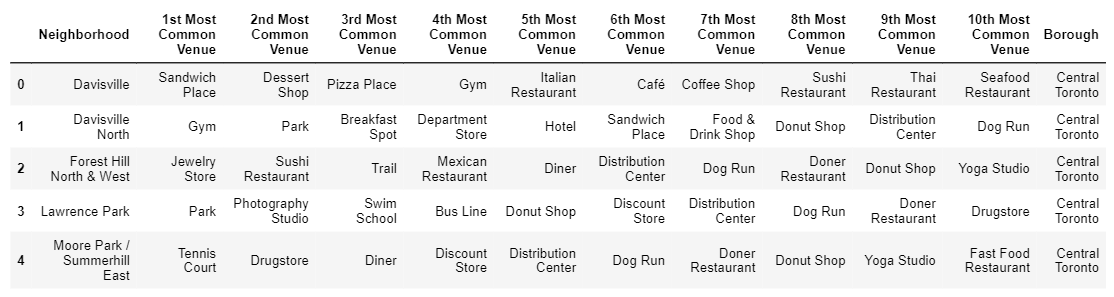 Neighborhood 1st Most Common Venue 2nd Most Common Venue 3rd Most Common Venue 4th Most Common Venue 5th Most Common Venue 6th Most Common Venue 7th Most Common Venue 8th Most Common Venue 9th Most Common Venue 10th Most Common Venue Borough
0 Davisville Sandwich Place Dessert Shop Pizza Place Gym Italian Restaurant Café Coffee Shop Sushi Restaurant Thai Restaurant Seafood Restaurant Central Toronto
1 Davisville North Gym Park Breakfast Spot Department Store Hotel Sandwich Place Food & Drink Shop Donut Shop Distribution Center Dog Run Central Toronto
2 Forest Hill North & West Jewelry Store Sushi Restaurant Trail Mexican Restaurant Diner Distribution Center Dog Run Doner Restaurant Donut Shop Yoga Studio Central Toronto
3 Lawrence Park Park Photography Studio Swim School Bus Line Donut Shop Discount Store Distribution Center Dog Run Doner Restaurant Drugstore Central Toronto
4 Moore Park / Summerhill East Tennis Court Drugstore Diner Discount Store Distribution Center Dog Run Doner Restaurant Donut Shop Yoga Studio Fast Food Restaurant Central Toronto